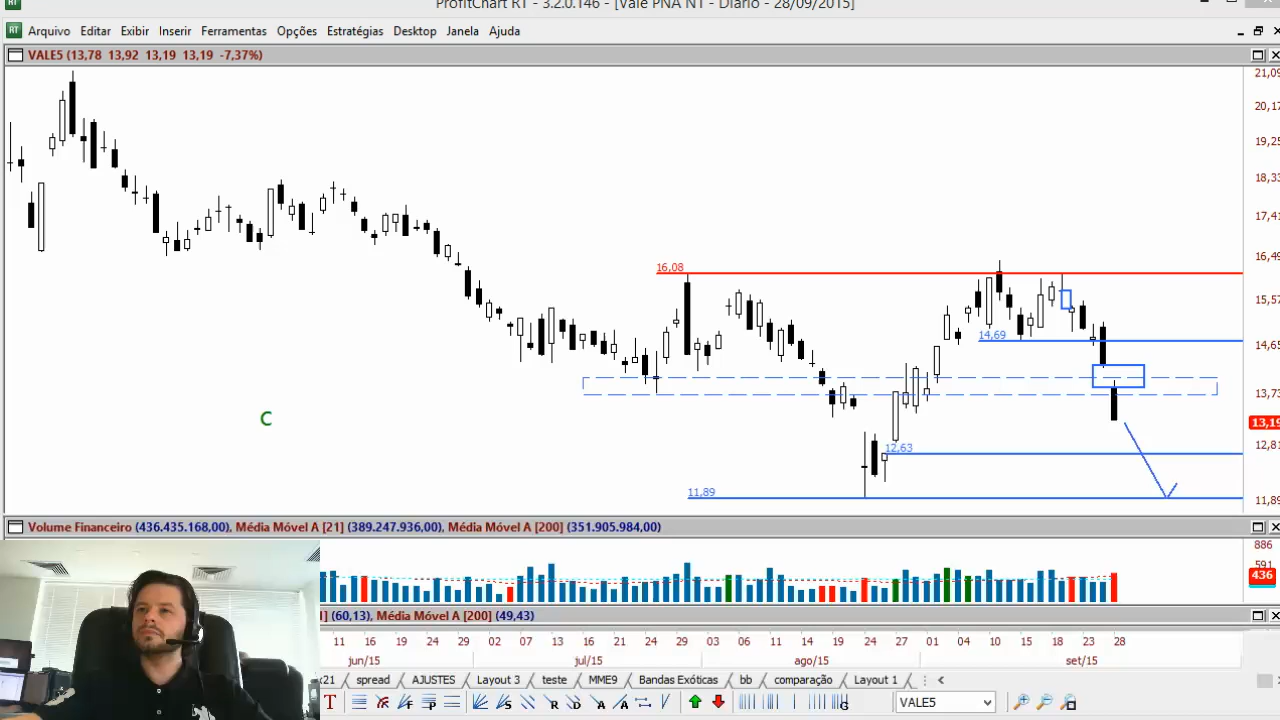 ProfitChart RT - 3.2.0.146 - [Vale PNA NT - Diário - 28/09/2015]
RT Arquivo Editar Exibir Inserir Ferramentas Opções Estratégias Desktop Janela Ajuda
VALE5 (13,78 13,92 13,19 13,19 -7,37%)
21,09
20,17
19,25
18,33
17,41
16,49
16,08
15,57
14,69
14,65
13,73
C
13,19
12,63
12,81
11,89
11,89
Volume Financeiro (436.435.168,00), Média Móvel A [21] (389.247.936,00), Média Móvel A [200] (351.905.984,00)
886
591
436
(60,13), Média Móvel A [200] (49,43)
11 16 19 24 29 02 07 13 16 21 24 29 03 06 11 14 19 24 27 01 04 10 15 18 23 28
jun/15 jul/15 ago/15 set/15
21 spread AJUSTES Layout 3 teste MME9 Bandas Exóticas bb comparação Layout 1
VALE5